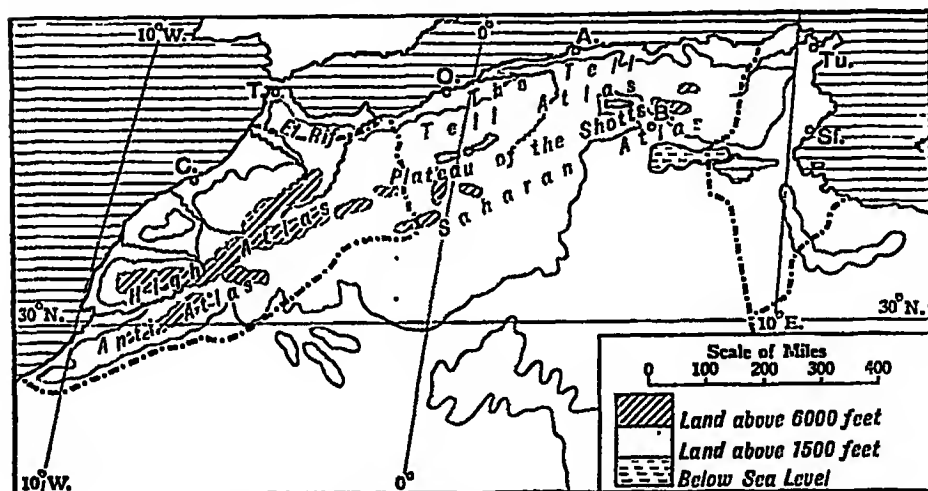 10°W.
0°
A.
Tu.
T.
O.
The Tell
El Rif
Tell Atlas
B.
Sf.
C.
Plateau of the Shotts
Saharan Atlas
High Atlas
Anti Atlas
30°N.
10°E.
30°N.
10°W.
0°
Scale of Miles
0 100 200 300 400
Land above 6000 feet
Land above 1500 feet
Below Sea Level